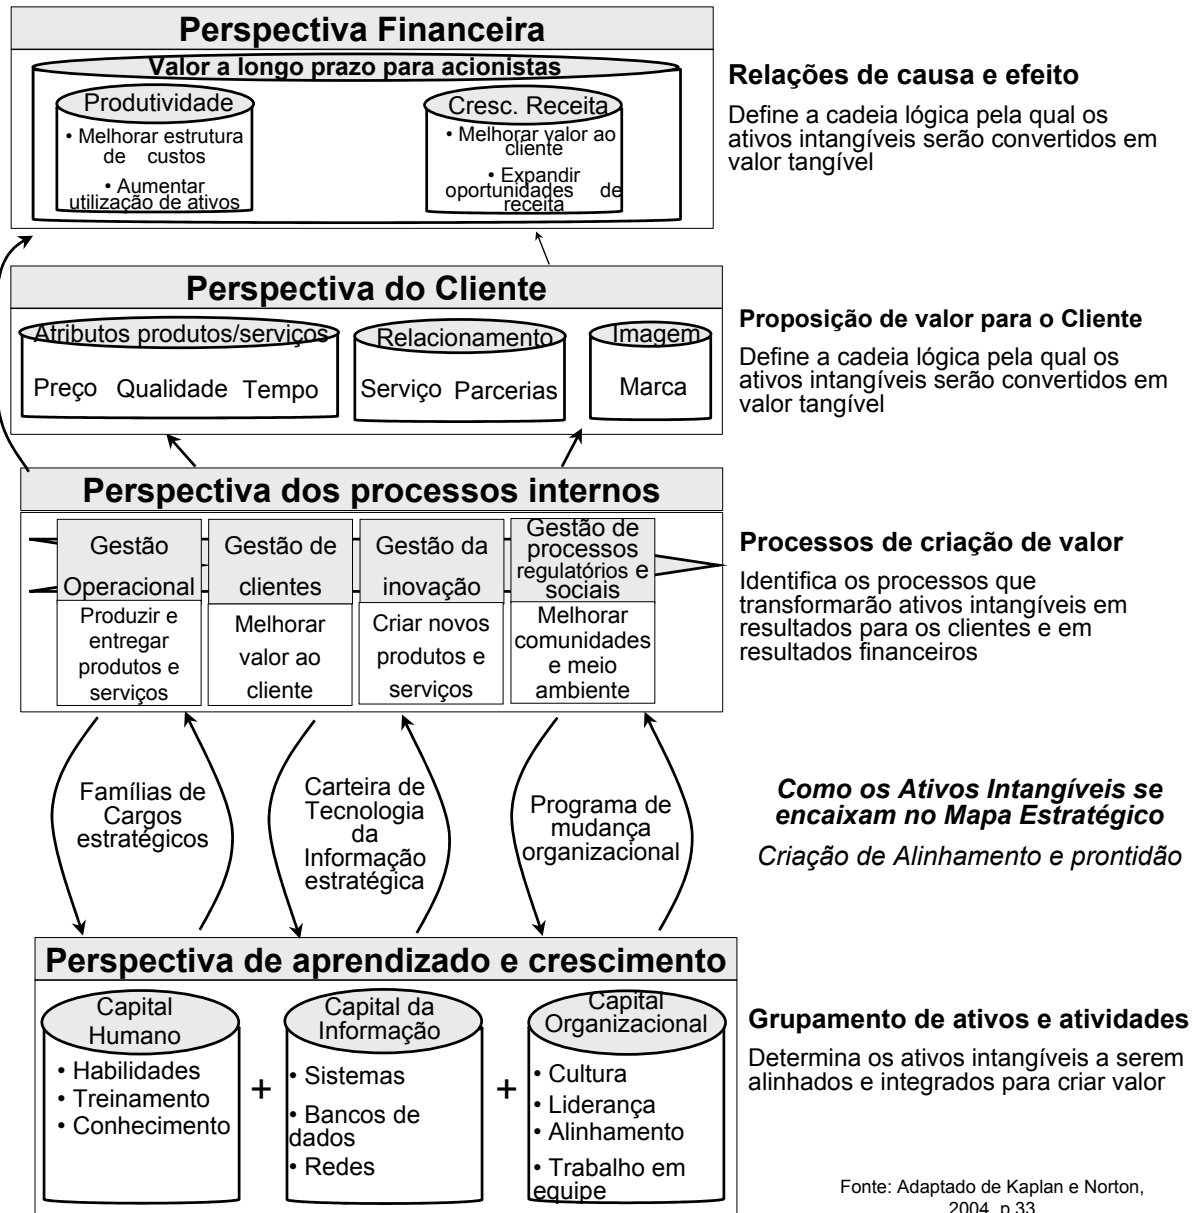 Perspectiva Financeira
Valor a longo prazo para acionistas
Produtividade
• Melhorar estrutura
de custos
• Aumentar
utilização de ativos
Cresc. Receita
• Melhorar valor ao
cliente
• Expandir
oportunidades de
receita
Relações de causa e efeito
Define a cadeia lógica pela qual os
ativos intangíveis serão convertidos em
valor tangível
Perspectiva do Cliente
Atributos produtos/serviços
Preço Qualidade Tempo
Relacionamento
Serviço Parcerias
Imagem
Marca
Proposição de valor para o Cliente
Define a cadeia lógica pela qual os
ativos intangíveis serão convertidos em
valor tangível
Perspectiva dos processos internos
Gestão
Operacional
Produzir e
entregar
produtos e
serviços
Gestão de
clientes
Melhorar
valor ao
cliente
Gestão da
inovação
Criar novos
produtos e
serviços
Gestão de
processos
regulatórios e
sociais
Melhorar
comunidades
e meio
ambiente
Processos de criação de valor
Identifica os processos que
transformarão ativos intangíveis em
resultados para os clientes e em
resultados financeiros
Famílias de
Cargos
estratégicos
Carteira de
Tecnologia
da
Informação
estratégica
Programa de
mudança
organizacional
Como os Ativos Intangíveis se
encaixam no Mapa Estratégico
Criação de Alinhamento e prontidão
Perspectiva de aprendizado e crescimento
Capital
Humano
• Habilidades
• Treinamento
• Conhecimento
+
Capital da
Informação
• Sistemas
• Bancos de
dados
• Redes
+
Capital
Organizacional
• Cultura
• Liderança
• Alinhamento
• Trabalho em
equipe
Grupamento de ativos e atividades
Determina os ativos intangíveis a serem
alinhados e integrados para criar valor
Fonte: Adaptado de Kaplan e Norton,
2004, p.33